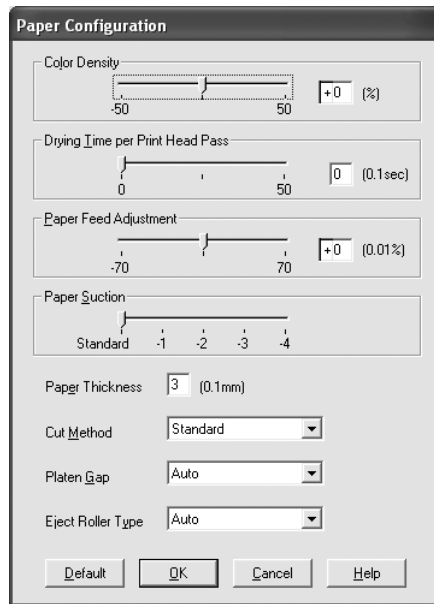 Paper Configuration
Color Density
-50 50 +0 (%)
Drying Time per Print Head Pass
0 50 0 (0.1sec)
Paper Feed Adjustment
-70 70 +0 (0.01%)
Paper Suction
Standard -1 -2 -3 -4
Paper Thickness 3 (0.1mm)
Cut Method Standard
Platen Gap Auto
Eject Roller Type Auto
Default OK Cancel Help